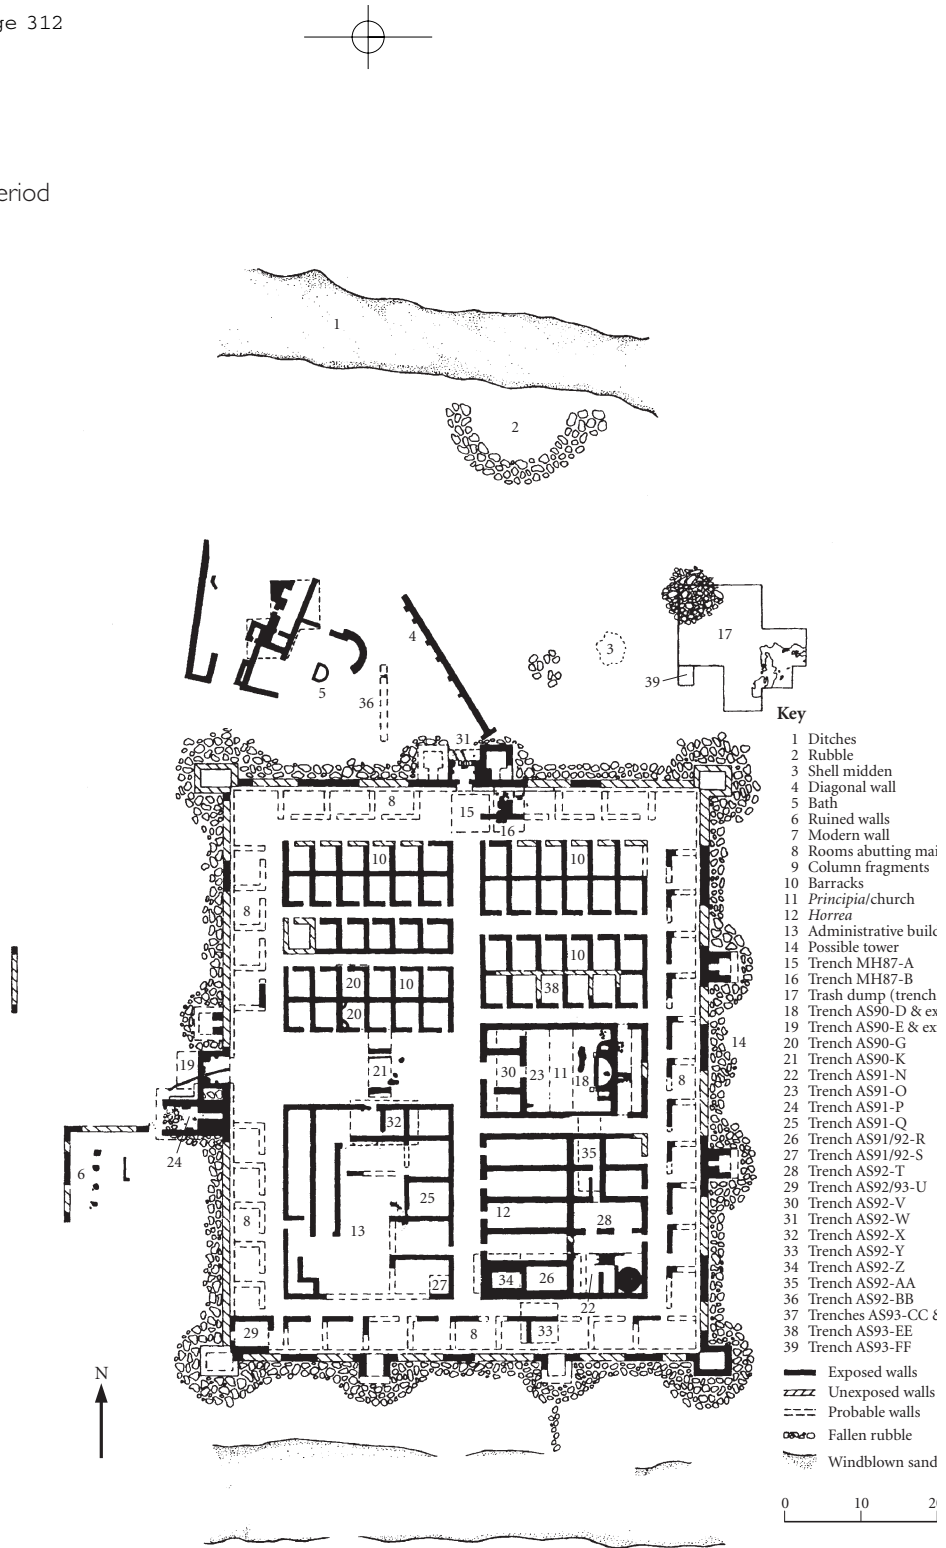 ge 312
eriod
1
2
17
4
3
5
39
36
31
8
15
16
10
10
8
10
20
10
38
20
14
19
21
30
23
11
18
8
32
24
35
6
25
12
8
13
28
34
26
27
22
29
8
33
N
Key
1 Ditches
2 Rubble
3 Shell midden
4 Diagonal wall
5 Bath
6 Ruined walls
7 Modern wall
8 Rooms abutting mai
9 Column fragments
10 Barracks
11 Principia/church
12 Horrea
13 Administrative build
14 Possible tower
15 Trench MH87-A
16 Trench MH87-B
17 Trash dump (trench
18 Trench AS90-D & ex
19 Trench AS90-E & ex
20 Trench AS90-G
21 Trench AS90-K
22 Trench AS91-N
23 Trench AS91-O
24 Trench AS91-P
25 Trench AS91-Q
26 Trench AS91/92-R
27 Trench AS91/92-S
28 Trench AS92-T
29 Trench AS92/93-U
30 Trench AS92-V
31 Trench AS92-W
32 Trench AS92-X
33 Trench AS92-Y
34 Trench AS92-Z
35 Trench AS92-AA
36 Trench AS92-BB
37 Trenches AS93-CC &
38 Trench AS93-EE
39 Trench AS93-FF
Exposed walls
Unexposed walls
Probable walls
Fallen rubble
Windblown sand
0 10 20